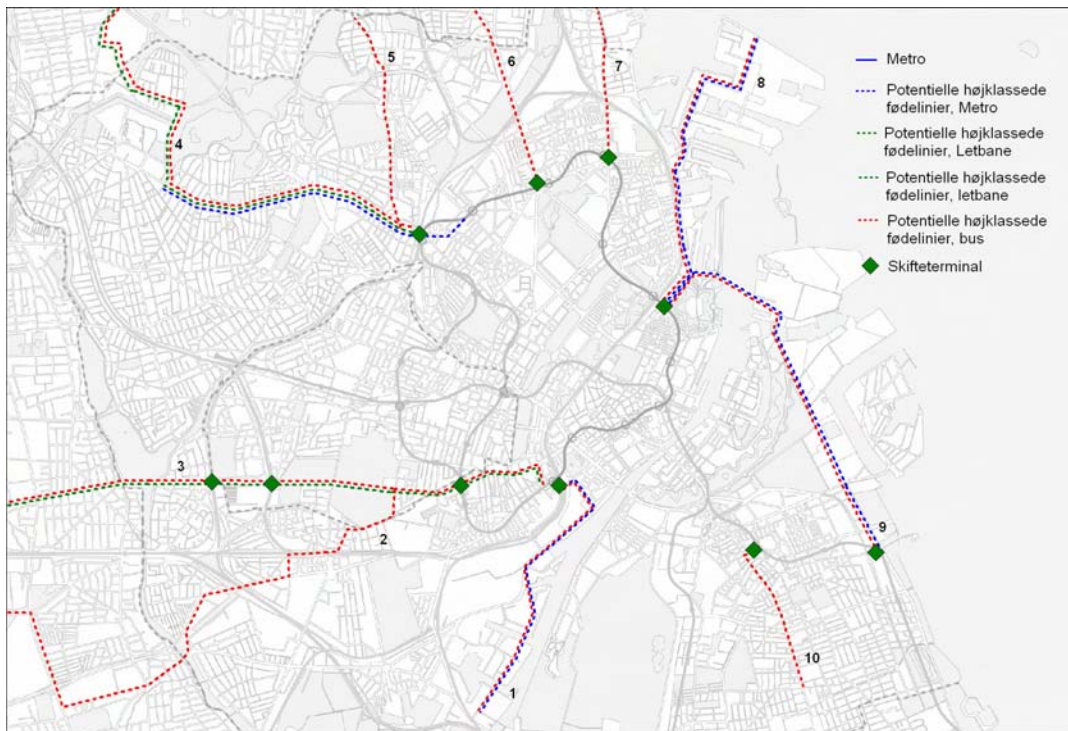 5
6
7
8
Metro
Potentielle højklassede
fødelinier, Metro
Potentielle højklassede
fødelinier, Letbane
Potentielle højklassede
fødelinier, letbane
Potentielle højklassede
fødelinier, bus
Skifteterminal
4
3
2
9
10
1